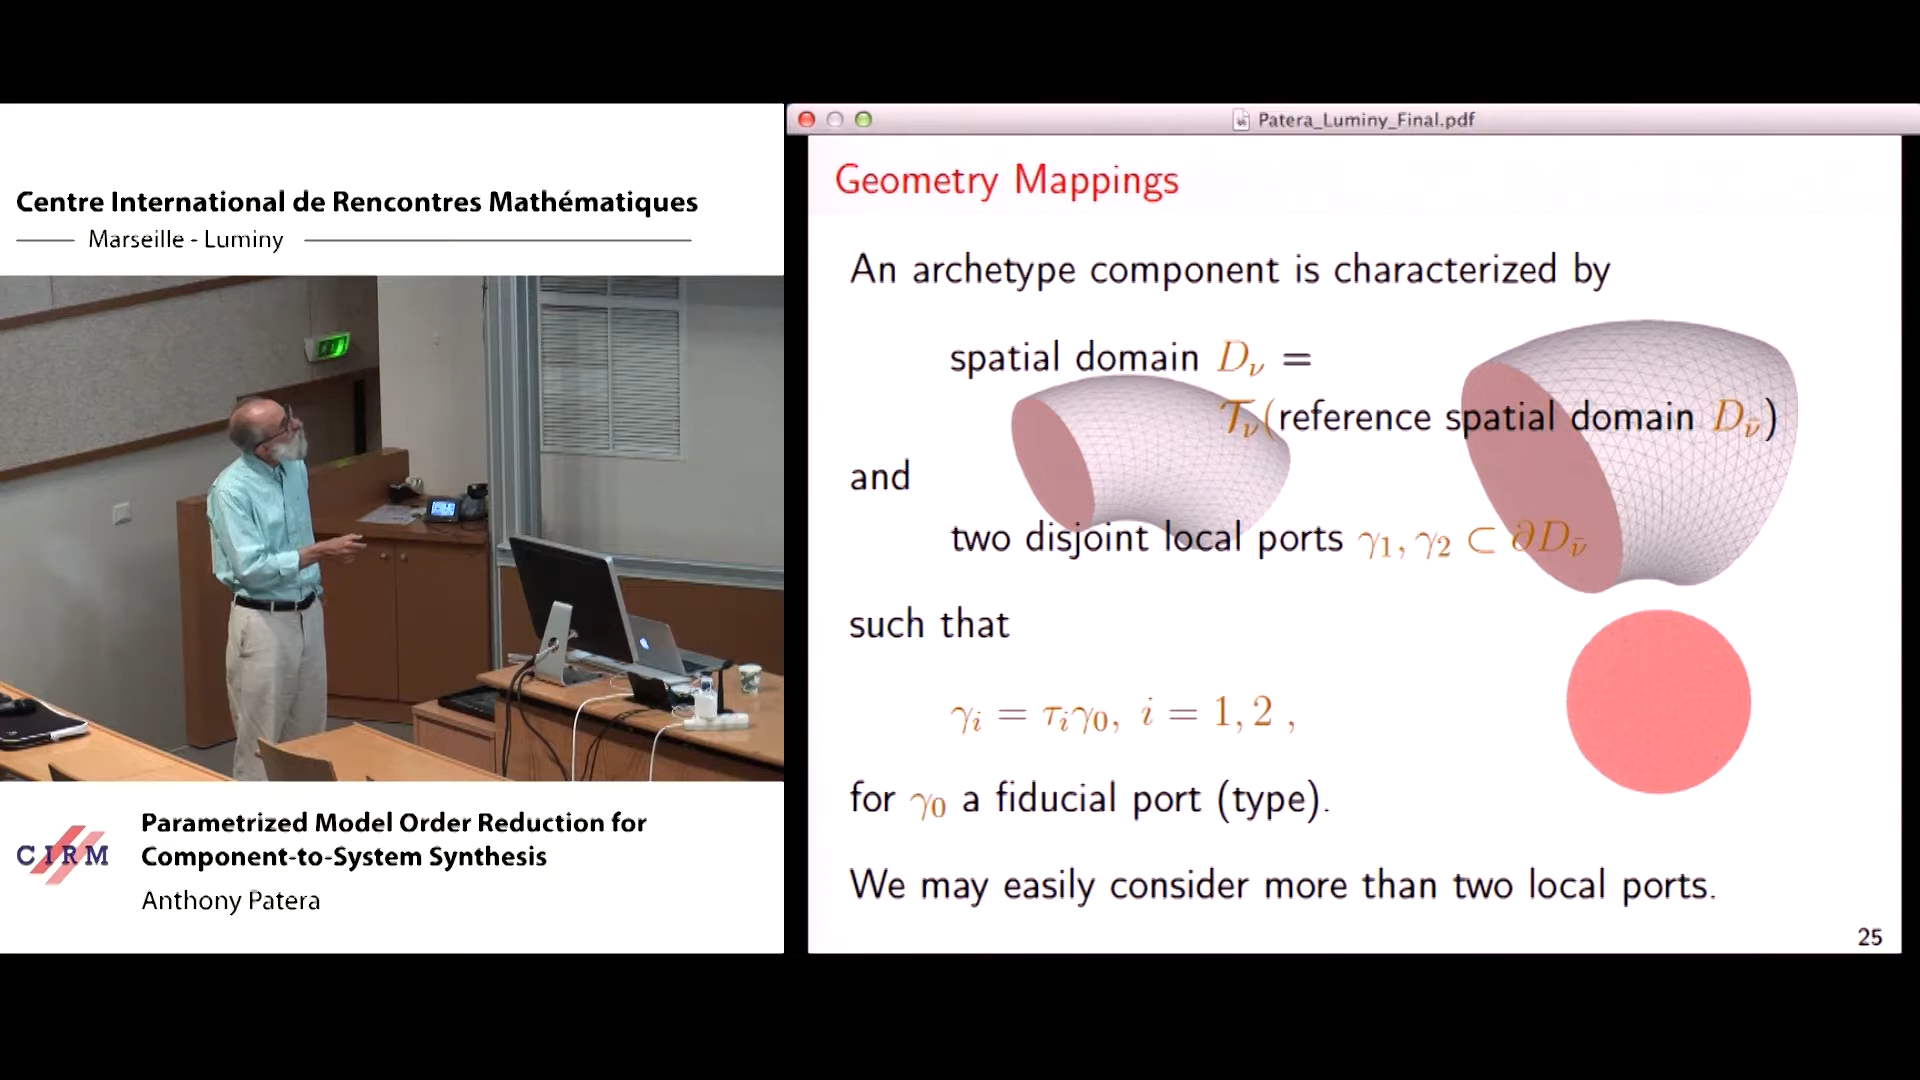 Centre International de Rencontres Mathématiques
Marseille - Luminy
Parametrized Model Order Reduction for
Component-to-System Synthesis
Anthony Patera
CIRM
Patera_Luminy_Final.pdf
Geometry Mappings
An archetype component is characterized by
spatial domain D_ν =
𝒯_ν(reference spatial domain D_ν̄)
and
two disjoint local ports γ₁, γ₂ ⊂ ∂D_ν̄
such that
γ_i = τ_iγ₀, i = 1, 2 ,
for γ₀ a fiducial port (type).
We may easily consider more than two local ports.
25